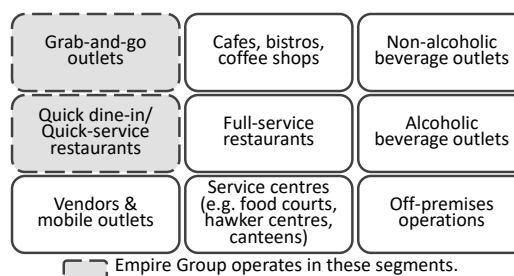 Grab-and-go
outlets
Cafes, bistros,
coffee shops
Non-alcoholic
beverage outlets
Quick dine-in/
Quick-service
restaurants
Full-service
restaurants
Alcoholic
beverage outlets
Vendors &
mobile outlets
Service centres
(e.g. food courts,
hawker centres,
canteens)
Off-premises
operations
Empire Group operates in these segments.